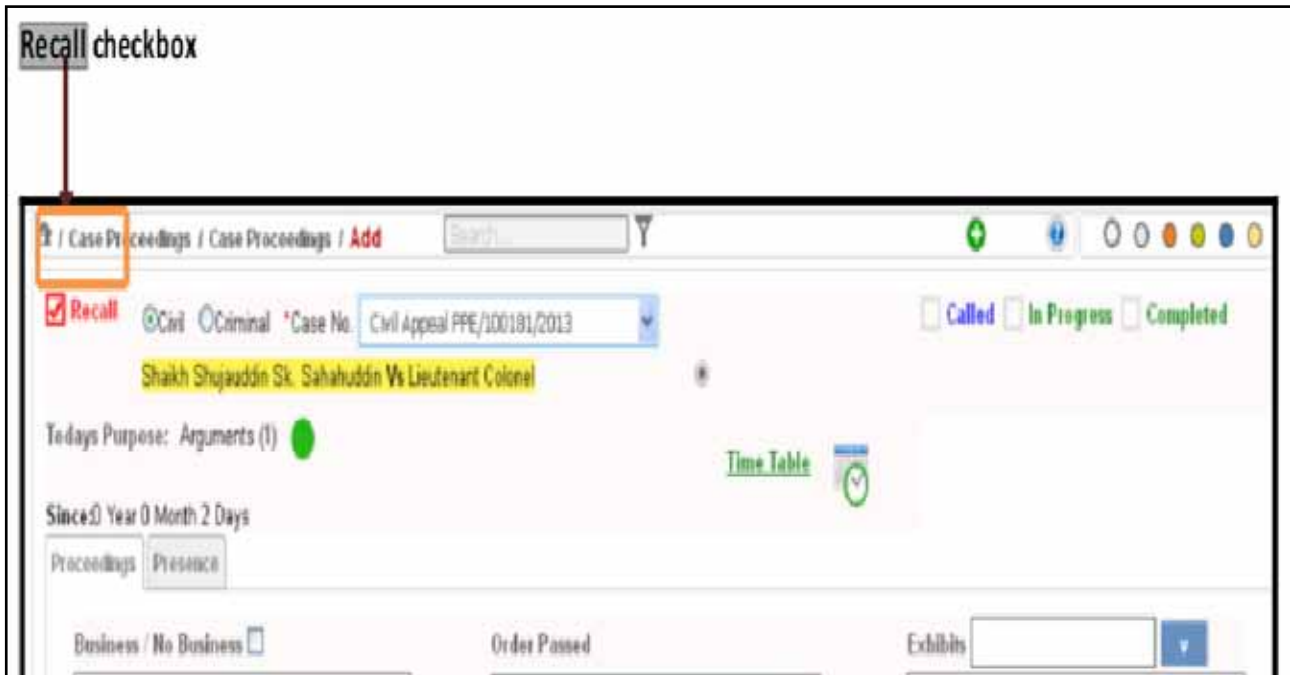 Recall checkbox
/ Case Proceedings / Case Proceedings / Add Search...
Recall Civil Criminal *Case No. Civil Appeal PPE/100181/2013 Called In Progress Completed
Shaikh Shujauddin Sk. Sahahuddin Vs Lieutenant Colonel
Todays Purpose: Arguments (1)
Time Table
Since:0 Year 0 Month 2 Days
Proceedings Presence
Business / No Business Order Passed Exhibits